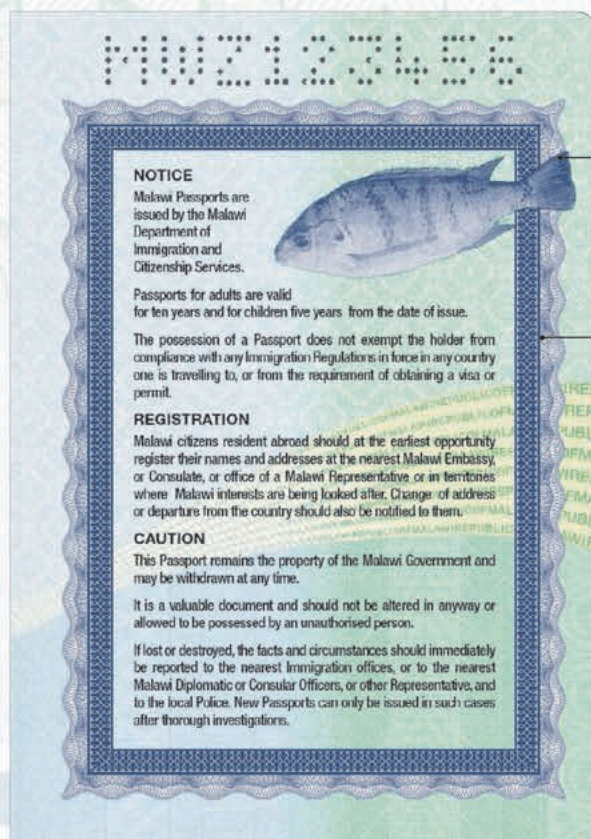 MWZ123456
NOTICE
Malawi Passports are
issued by the Malawi
Department of
Immigration and
Citizenship Services.
Passports for adults are valid
for ten years and for children five years from the date of issue.
The possession of a Passport does not exempt the holder from
compliance with any Immigration Regulations in force in any country
one is travelling to, or from the requirement of obtaining a visa or
permit.
REGISTRATION
Malawi citizens resident abroad should at the earliest opportunity
register their names and addresses at the nearest Malawi Embassy,
or Consulate, or office of a Malawi Representative or in territories
where Malawi interests are being looked after. Change of address
or departure from the country should also be notified to them.
CAUTION
This Passport remains the property of the Malawi Government and
may be withdrawn at any time.
It is a valuable document and should not be altered in anyway or
allowed to be possessed by an unauthorised person.
If lost or destroyed, the facts and circumstances should immediately
be reported to the nearest Immigration offices, or to the nearest
Malawi Diplomatic or Consular Officers, or other Representative, and
to the local Police. New Passports can only be issued in such cases
after thorough investigations.